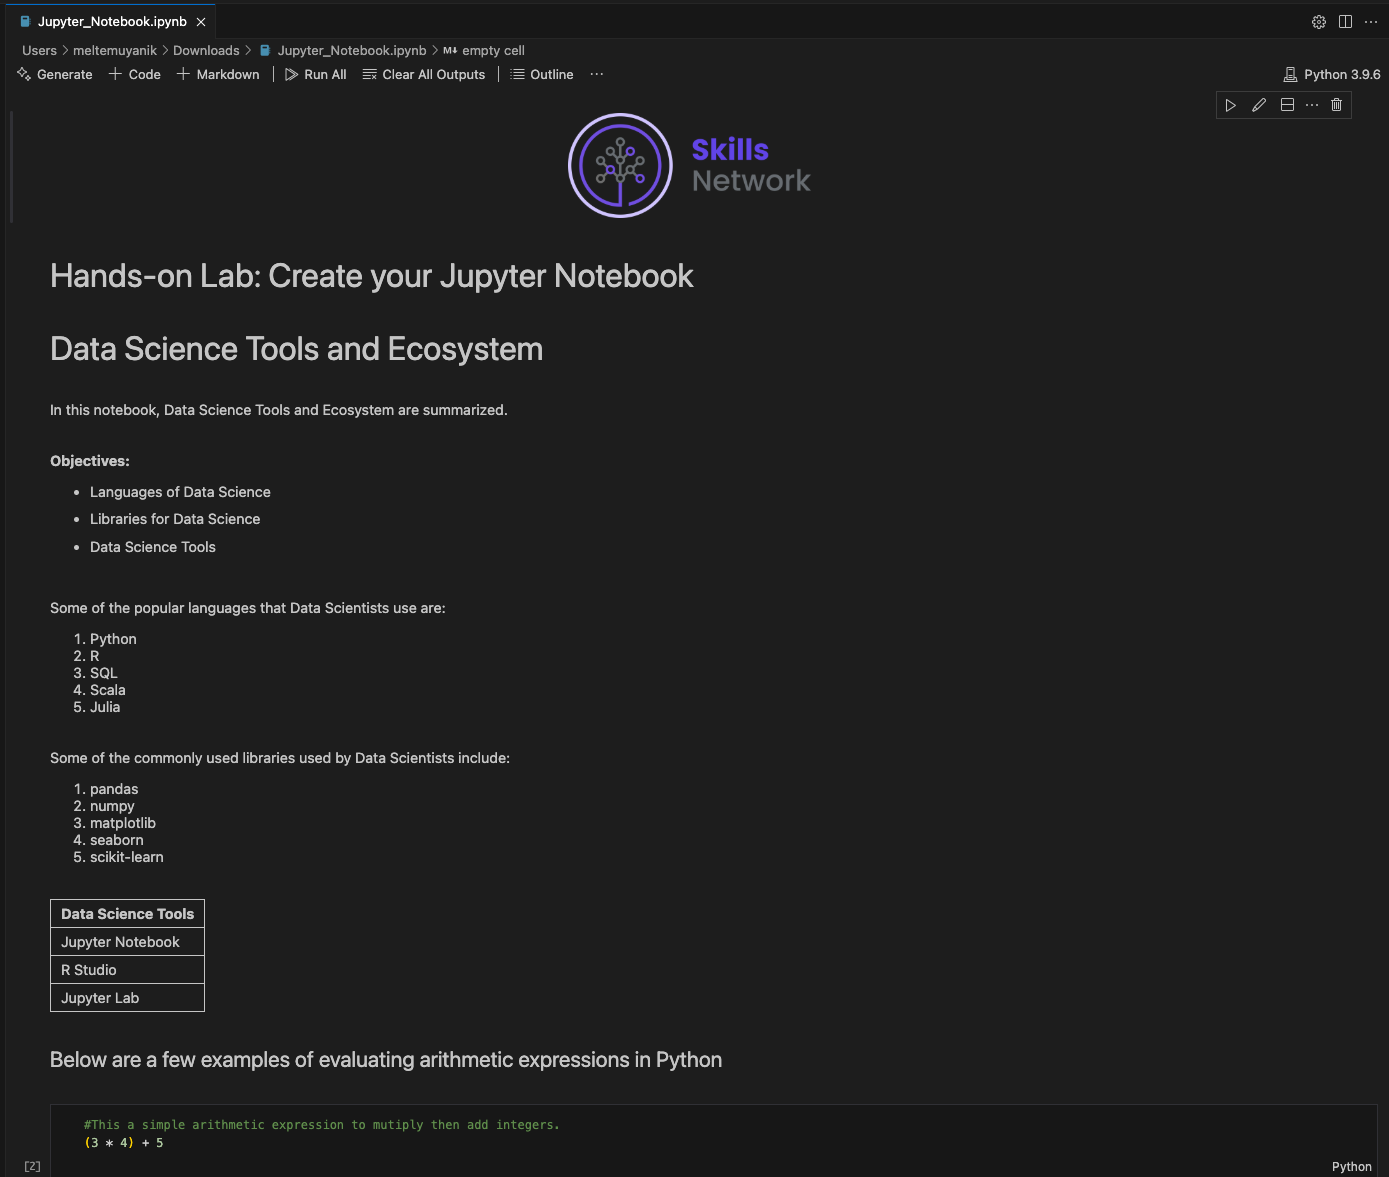 Jupyter_Notebook.ipynb
Users > meltemuyanik > Downloads > Jupyter_Notebook.ipynb > M↓ empty cell
Generate + Code + Markdown | Run All Clear All Outputs | Outline ... Python 3.9.6
Skills
Network
Hands-on Lab: Create your Jupyter Notebook
Data Science Tools and Ecosystem
In this notebook, Data Science Tools and Ecosystem are summarized.
Objectives:
• Languages of Data Science
• Libraries for Data Science
• Data Science Tools
Some of the popular languages that Data Scientists use are:
1. Python
2. R
3. SQL
4. Scala
5. Julia
Some of the commonly used libraries used by Data Scientists include:
1. pandas
2. numpy
3. matplotlib
4. seaborn
5. scikit-learn
Data Science Tools
Jupyter Notebook
R Studio
Jupyter Lab
Below are a few examples of evaluating arithmetic expressions in Python
#This a simple arithmetic expression to mutiply then add integers.
(3 * 4) + 5
[2]
Python